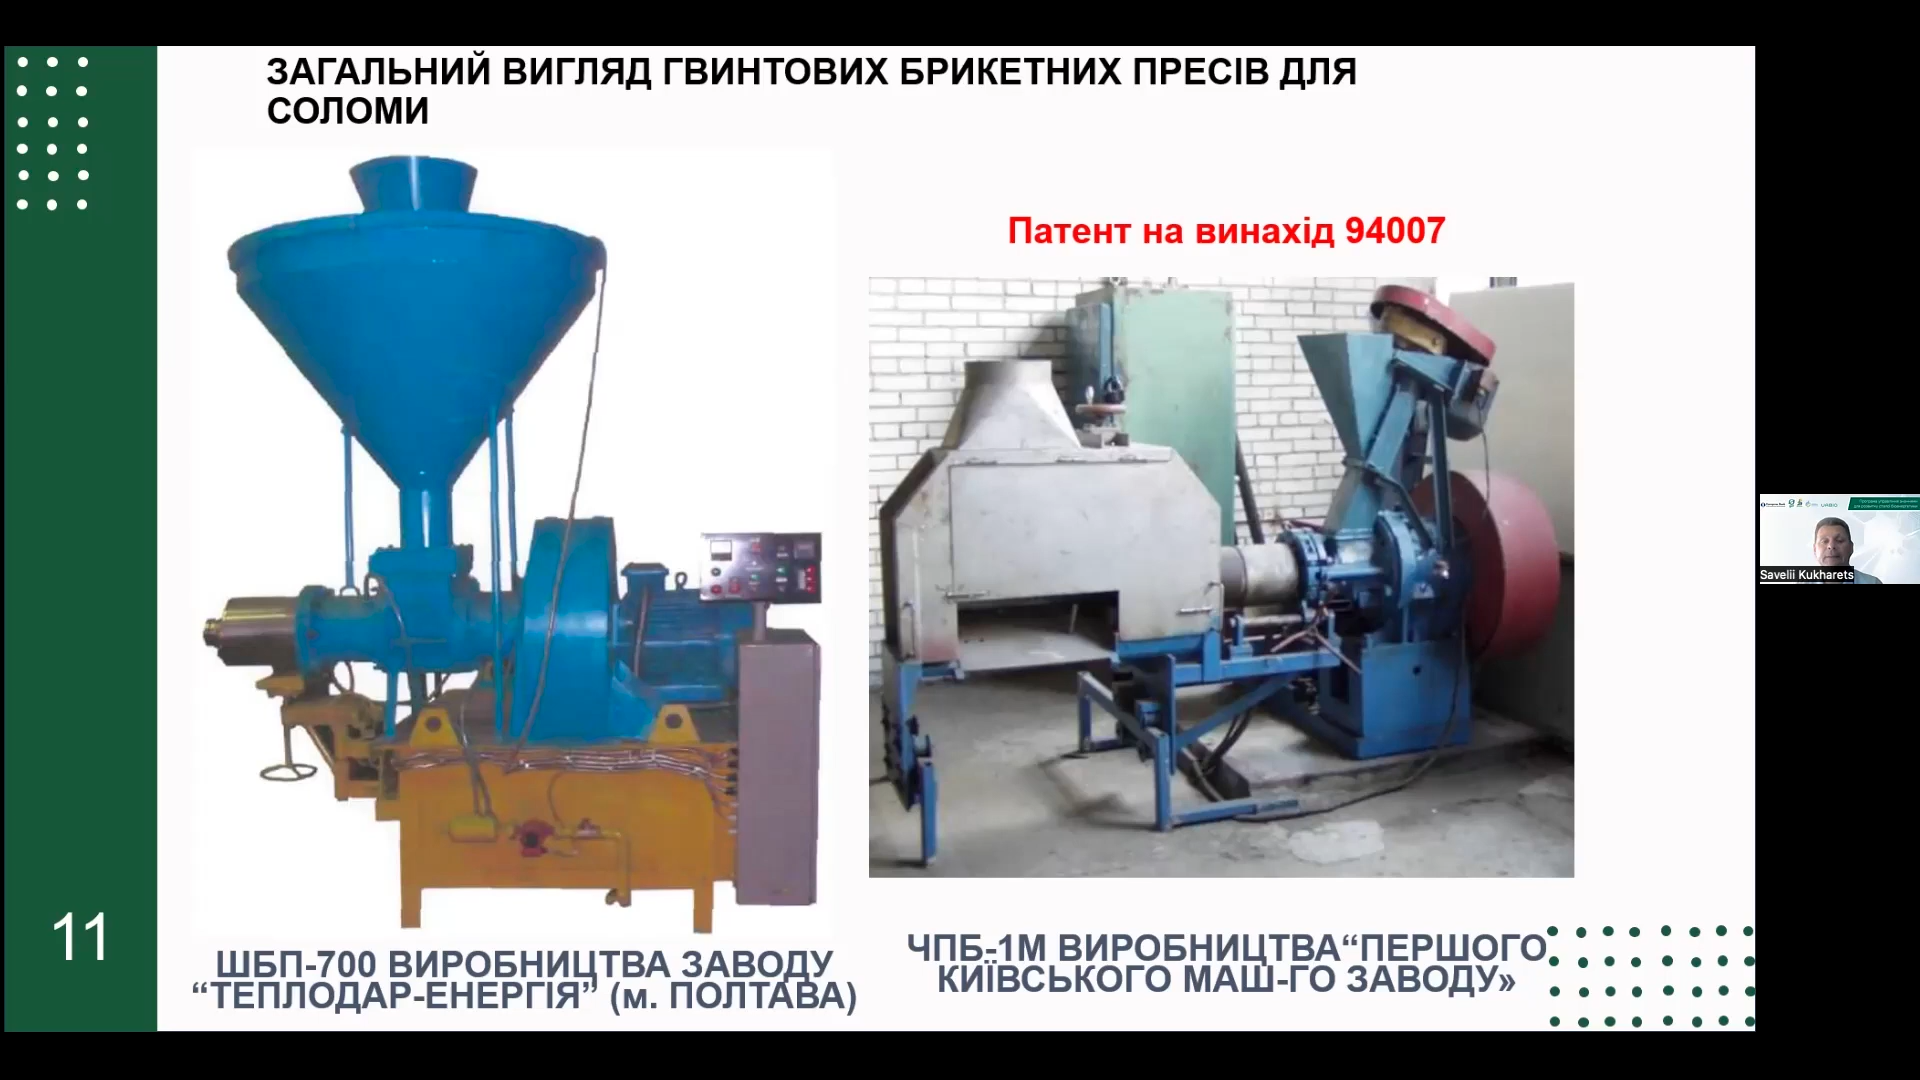 ЗАГАЛЬНИЙ ВИГЛЯД ГВИНТОВИХ БРИКЕТНИХ ПРЕСІВ ДЛЯ
СОЛОМИ
Патент на винахід 94007
11
ШБП-700 ВИРОБНИЦТВА ЗАВОДУ
“ТЕПЛОДАР-ЕНЕРГІЯ” (м. ПОЛТАВА)
ЧПБ-1М ВИРОБНИЦТВА“ПЕРШОГО
КИЇВСЬКОГО МАШ-ГО ЗАВОДУ»
Savelii Kukharets